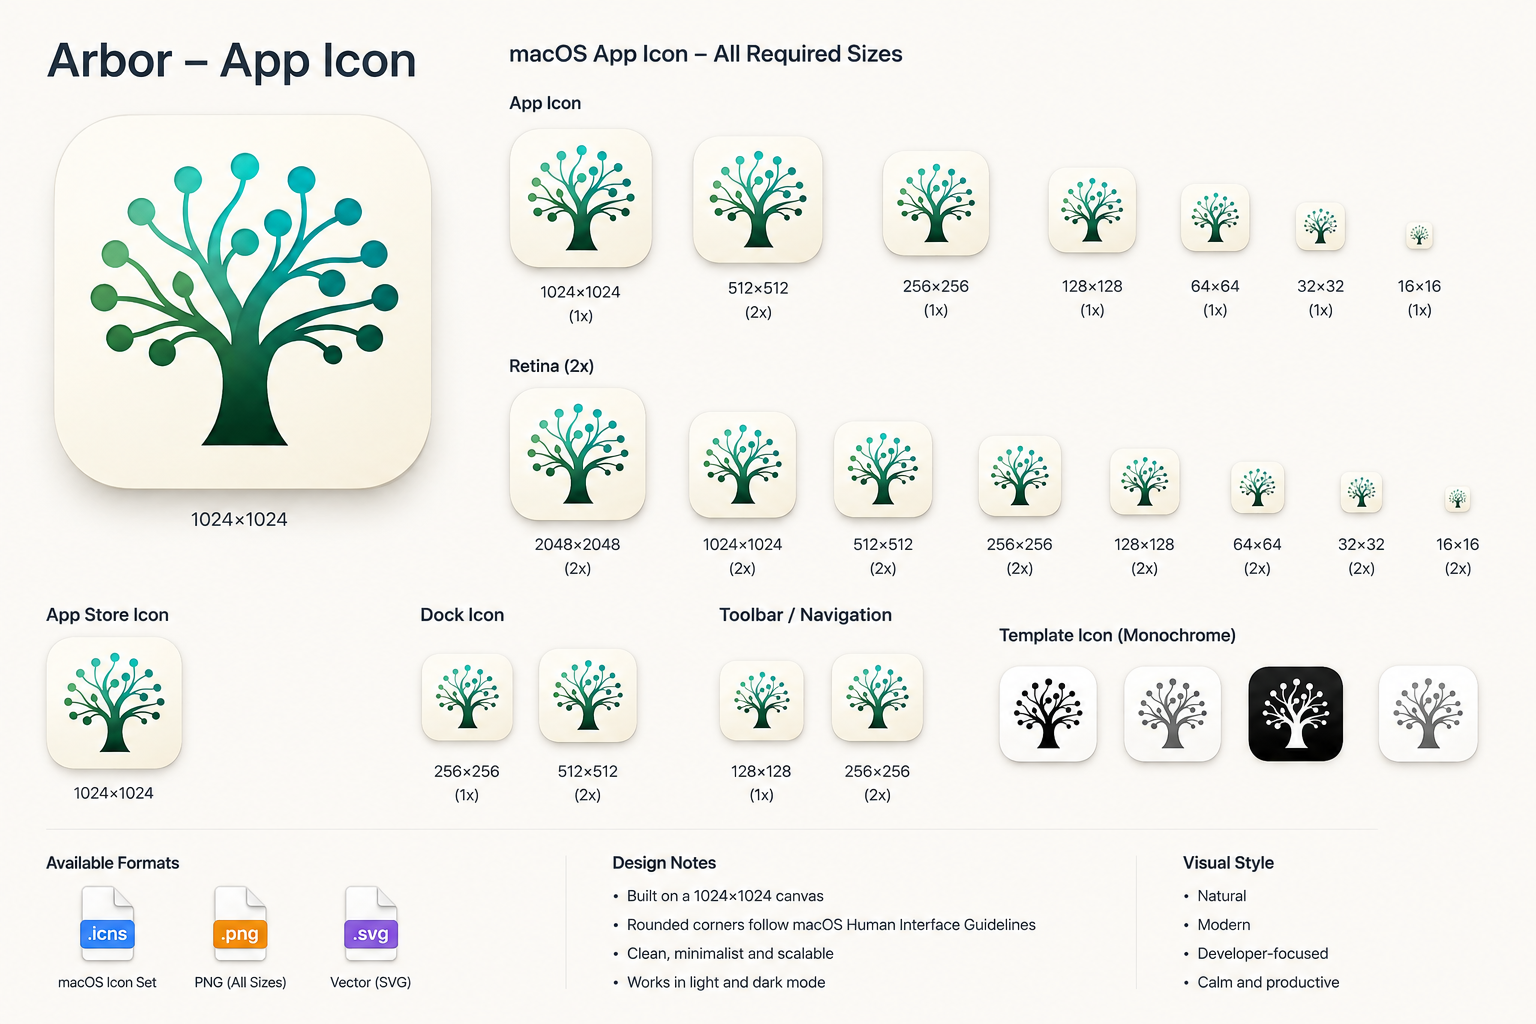 Arbor – App Icon
1024×1024
macOS App Icon – All Required Sizes
App Icon
1024×1024
(1x)
512×512
(2x)
256×256
(1x)
128×128
(1x)
64×64
(1x)
32×32
(1x)
16×16
(1x)
Retina (2x)
2048×2048
(2x)
1024×1024
(2x)
512×512
(2x)
256×256
(2x)
128×128
(2x)
64×64
(2x)
32×32
(2x)
16×16
(2x)
App Store Icon
1024×1024
Dock Icon
256×256
(1x)
512×512
(2x)
Toolbar / Navigation
128×128
(1x)
256×256
(2x)
Template Icon (Monochrome)
Available Formats
.icns
macOS Icon Set
.png
PNG (All Sizes)
.svg
Vector (SVG)
Design Notes
• Built on a 1024×1024 canvas
• Rounded corners follow macOS Human Interface Guidelines
• Clean, minimalist and scalable
• Works in light and dark mode
Visual Style
• Natural
• Modern
• Developer-focused
• Calm and productive